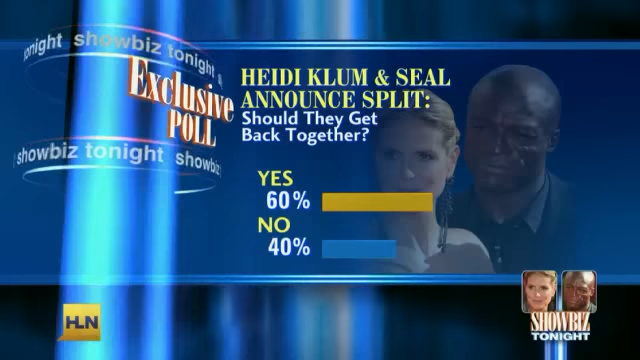 tonight showbiz tonight
Exclusive
POLL
showbiz tonight showbiz
HEIDI KLUM & SEAL
ANNOUNCE SPLIT:
Should They Get
Back Together?
YES
60%
NO
40%
HLN
SHOWBIZ
TONIGHT